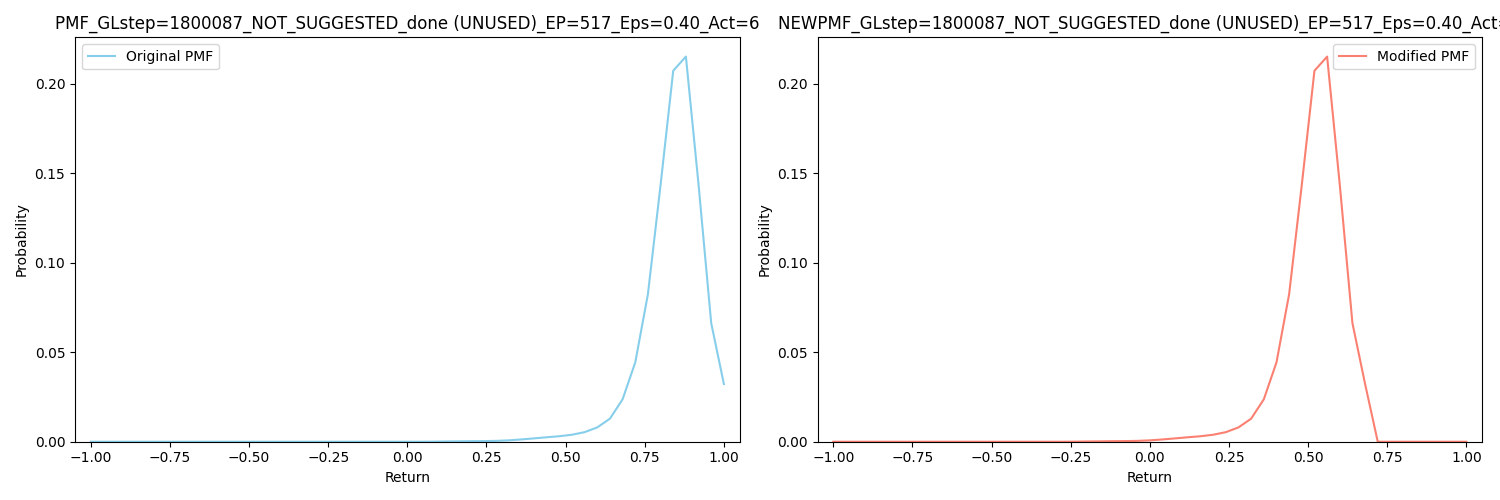 PMF_GLstep=1800087_NOT_SUGGESTED_done (UNUSED)_EP=517_Eps=0.40_Act=6
Original PMF
Probability
0.20
0.15
0.10
0.05
0.00
−1.00 −0.75 −0.50 −0.25 0.00 0.25 0.50 0.75 1.00
Return
NEWPMF_GLstep=1800087_NOT_SUGGESTED_done (UNUSED)_EP=517_Eps=0.40_Act=
Modified PMF
Probability
0.20
0.15
0.10
0.05
0.00
−1.00 −0.75 −0.50 −0.25 0.00 0.25 0.50 0.75 1.00
Return